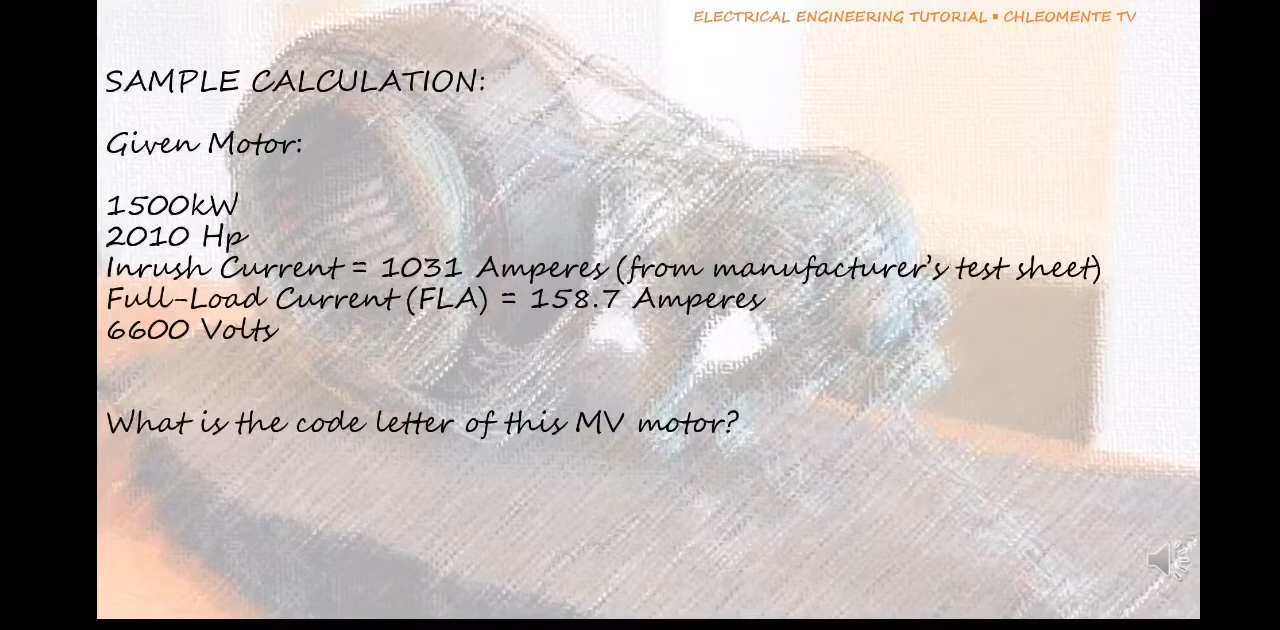 ELECTRICAL ENGINEERING TUTORIAL ▪ CHLEOMENTE TV
SAMPLE CALCULATION:
Given Motor:
1500kW
2010 Hp
Inrush Current = 1031 Amperes (from manufacturer's test sheet)
Full-Load Current (FLA) = 158.7 Amperes
6600 Volts
What is the code letter of this MV motor?